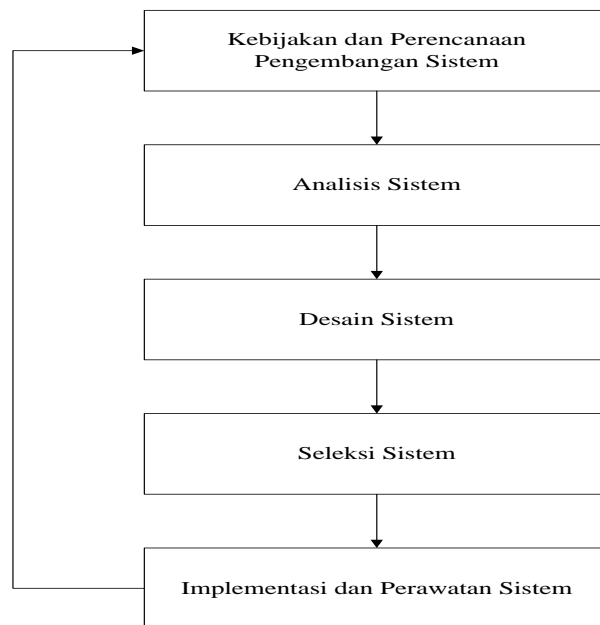 Kebijakan dan Perencanaan
Pengembangan Sistem
Analisis Sistem
Desain Sistem
Seleksi Sistem
Implementasi dan Perawatan Sistem